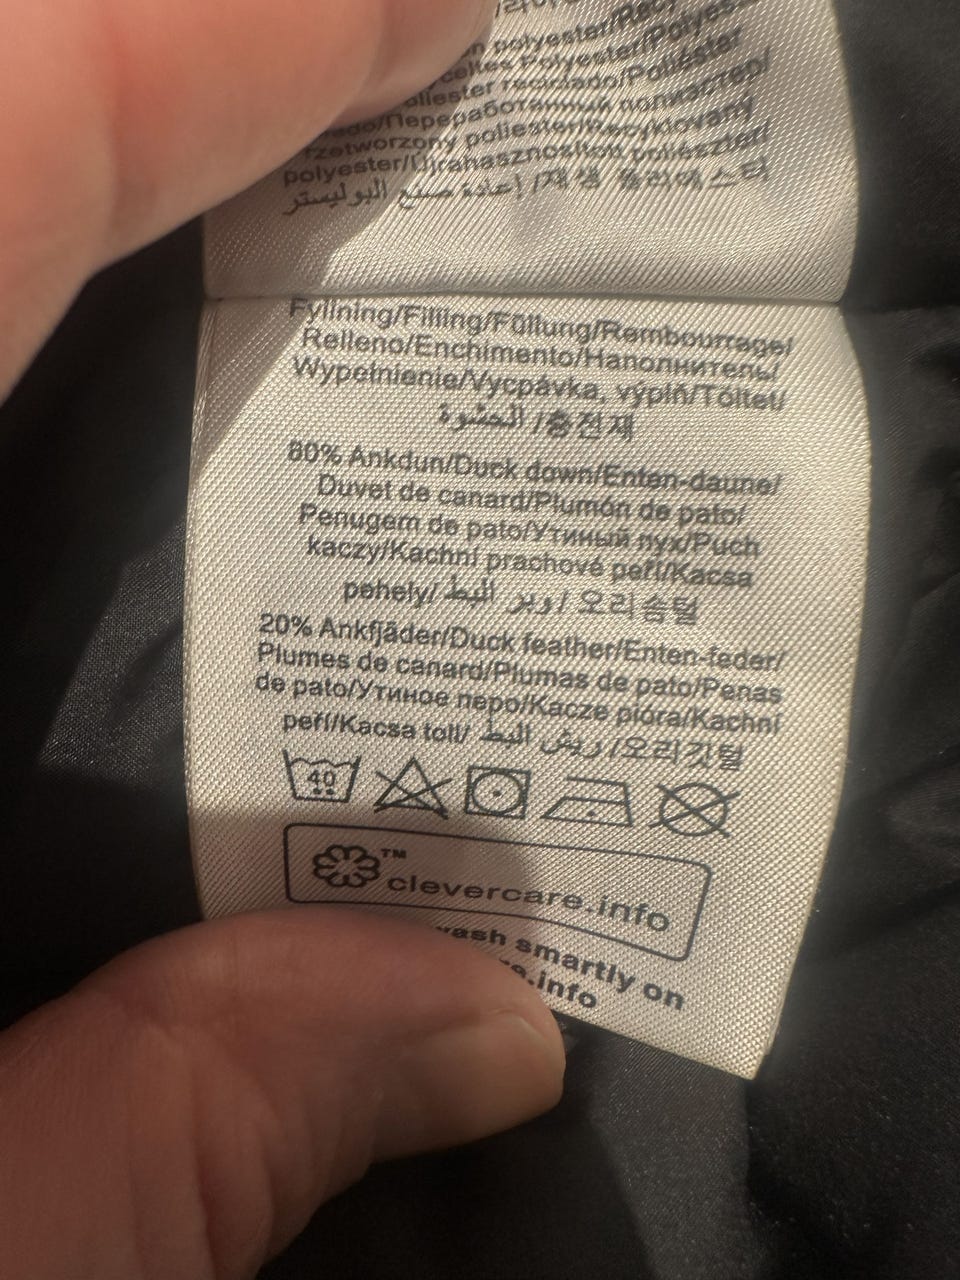 polyester/Recy
Polyester/Polyes
reciclado/Poliéster/
Переработанный полиэстер/
poliester/Recyklovaný
polyester/Újrahasznosított poliészter/
إعادة صنع البوليستر /재생 폴리에스터
Fyllning/Filling/Füllung/Rembourrage/
Relleno/Enchimento/Наполнитель/
Wypełnienie/Vycpávka, výplň/Töltet/
الحشوة /충전재
80% Ankdun/Duck down/Enten-daune/
Duvet de canard/Plumón de pato/
Penugem de pato/Утиный пух/Puch
kaczy/Kachní prachové peří/Kacsa
pehely/ وبر البط/ 오리솜털
20% Ankfjäder/Duck feather/Enten-feder/
Plumes de canard/Plumas de pato/Penas
de pato/Утиное перо/Kacze pióra/Kachní
peří/Kacsa toll/ ريش البط /오리깃털
40
™
clevercare.info
wash smartly on
.info